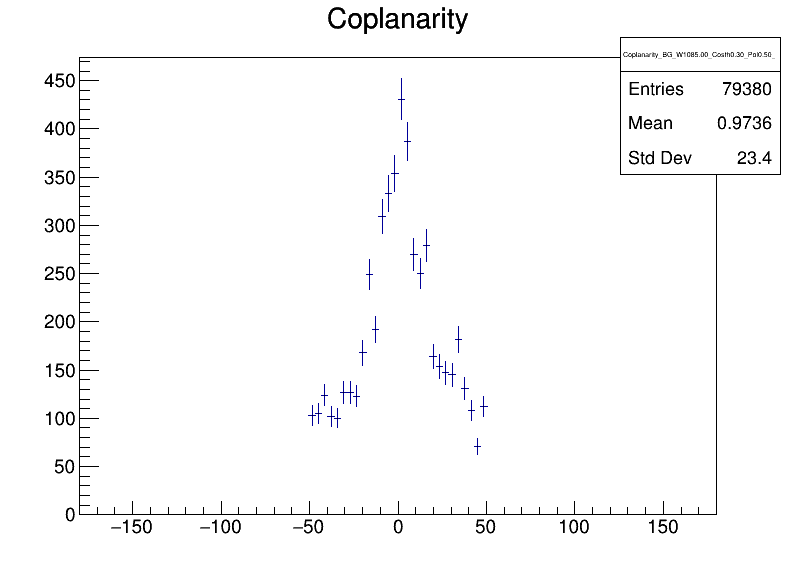 Coplanarity
Coplanarity_BG_W1085.00_Costh0.30_Pol0.50_
Entries 79380
Mean 0.9736
Std Dev 23.4
450
400
350
300
250
200
150
100
50
0
−150 −100 −50 0 50 100 150